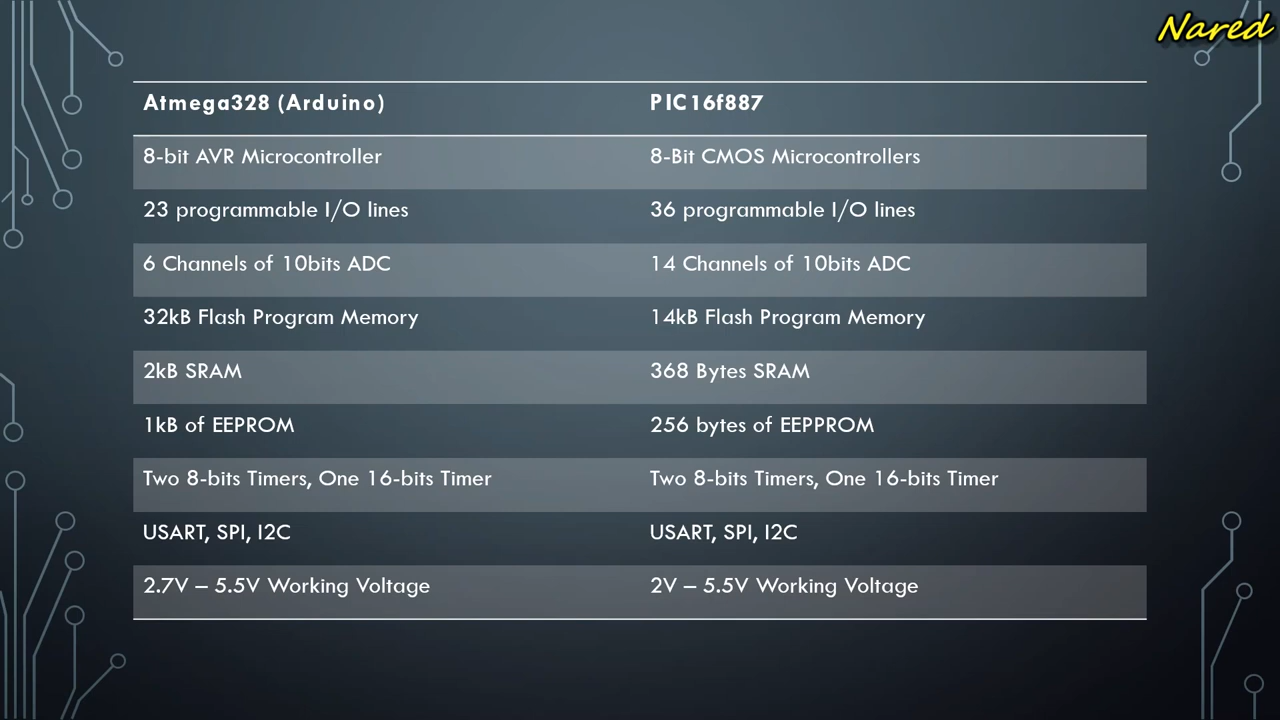 Nared
Atmega328 (Arduino) PIC16f887
8-bit AVR Microcontroller 8-Bit CMOS Microcontrollers
23 programmable I/O lines 36 programmable I/O lines
6 Channels of 10bits ADC 14 Channels of 10bits ADC
32kB Flash Program Memory 14kB Flash Program Memory
2kB SRAM 368 Bytes SRAM
1kB of EEPROM 256 bytes of EEPPROM
Two 8-bits Timers, One 16-bits Timer Two 8-bits Timers, One 16-bits Timer
USART, SPI, I2C USART, SPI, I2C
2.7V – 5.5V Working Voltage 2V – 5.5V Working Voltage